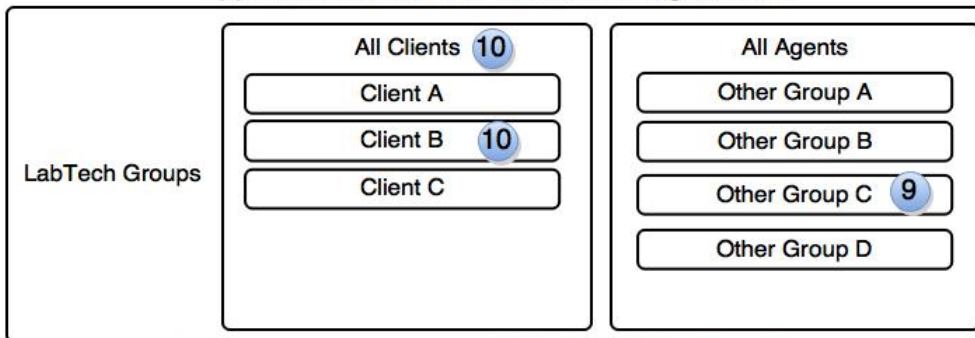 LabTech Groups
All Clients 10
Client A
Client B 10
Client C
All Agents
Other Group A
Other Group B
Other Group C 9
Other Group D